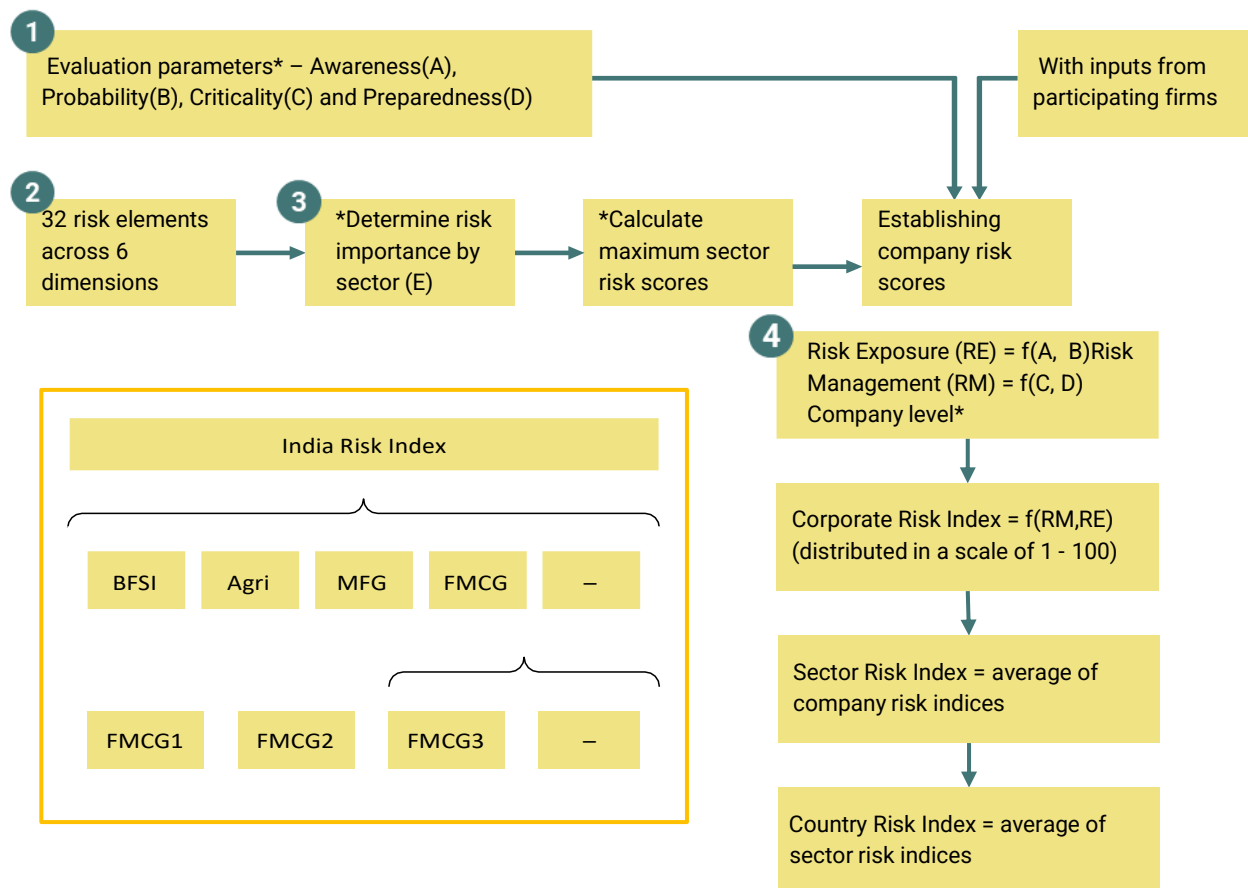 1
Evaluation parameters* – Awareness(A),
Probability(B), Criticality(C) and Preparedness(D)
With inputs from
participating firms
2
32 risk elements
across 6
dimensions
3
*Determine risk
importance by
sector (E)
*Calculate
maximum sector
risk scores
Establishing
company risk
scores
4
Risk Exposure (RE) = f(A, B)Risk
Management (RM) = f(C, D)
Company level*
Corporate Risk Index = f(RM,RE)
(distributed in a scale of 1 - 100)
Sector Risk Index = average of
company risk indices
Country Risk Index = average of
sector risk indices
India Risk Index
BFSI
Agri
MFG
FMCG
–
FMCG1
FMCG2
FMCG3
–